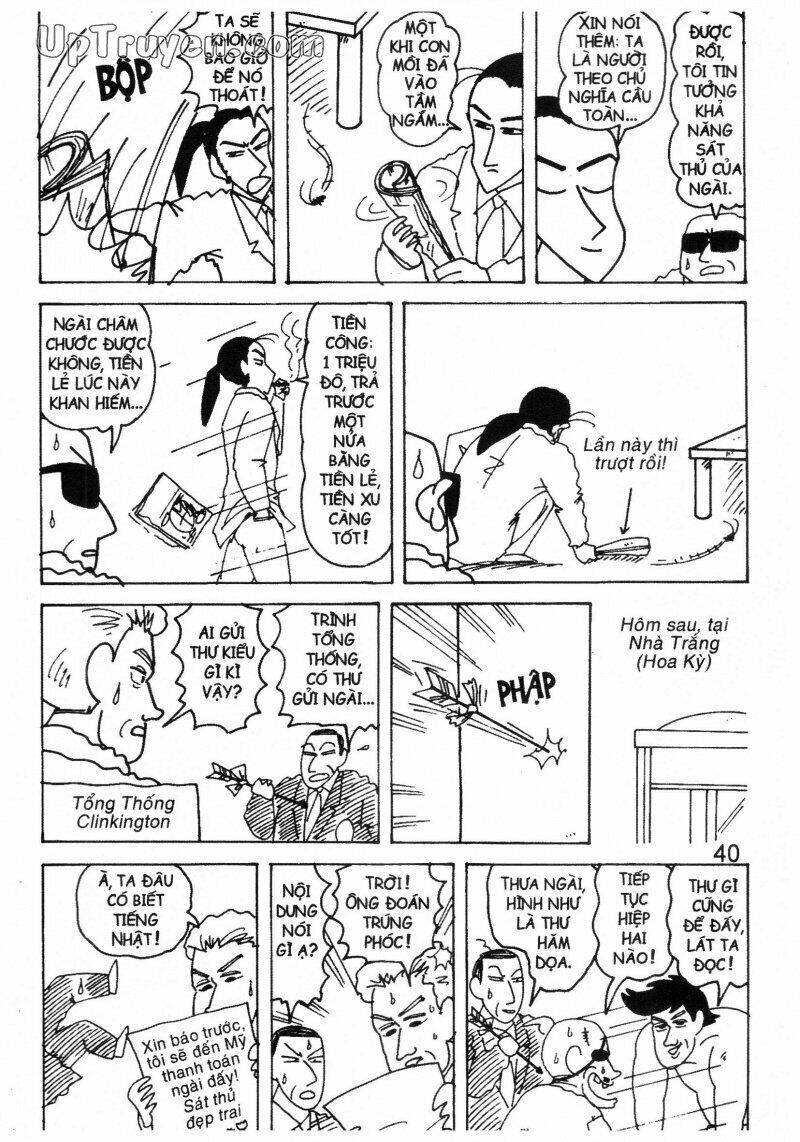 UpTruyen.com
ĐƯỢC
RỒI,
TÔI TIN
TƯỞNG
KHẢ
NĂNG
SÁT
THỦ CỦA
NGÀI.
XIN NÓI
THÊM: TA
LÀ NGƯỜI
THEO CHỦ
NGHĨA CẦU
TOÀN...
MỘT
KHI CON
MỒI ĐÃ
VÀO
TẦM
NGẮM...
TA SẼ
KHÔNG
BAO GIỜ
ĐỂ NÓ
THOÁT!
BỘP
Lần này thì
trượt rồi!
TIỀN
CÔNG:
1 TRIỆU
ĐÔ, TRẢ
TRƯỚC
MỘT
NỬA
BẰNG
TIỀN LẺ,
TIỀN XU
CÀNG
TỐT!
NGÀI CHÂM
CHƯỚC ĐƯỢC
KHÔNG, TIỀN
LẺ LÚC NÀY
KHAN HIẾM...
Hôm sau, tại
Nhà Trắng
(Hoa Kỳ)
PHẬP
TRÌNH
TỔNG
THỐNG,
CÓ THƯ
GỬI NGÀI...
AI GỬI
THƯ KIỂU
GÌ KÌ
VẬY?
Tổng Thống
Clinkington
40
THƯ GÌ
CŨNG
ĐỂ ĐẤY,
LÁT TA
ĐỌC!
TIẾP
TỤC
HIỆP
HAI
NÀO!
THƯA NGÀI,
HÌNH NHƯ
LÀ THƯ
HĂM
DỌA.
TRỜI!
ÔNG ĐOÁN
TRÚNG
PHÓC!
NỘI
DUNG
NÓI
GÌ Ạ?
À, TA ĐÂU
CÓ BIẾT
TIẾNG
NHẬT!
Xin báo trước,
tôi sẽ đến Mỹ
thanh toán
ngài đấy!
Sát thủ
đẹp trai